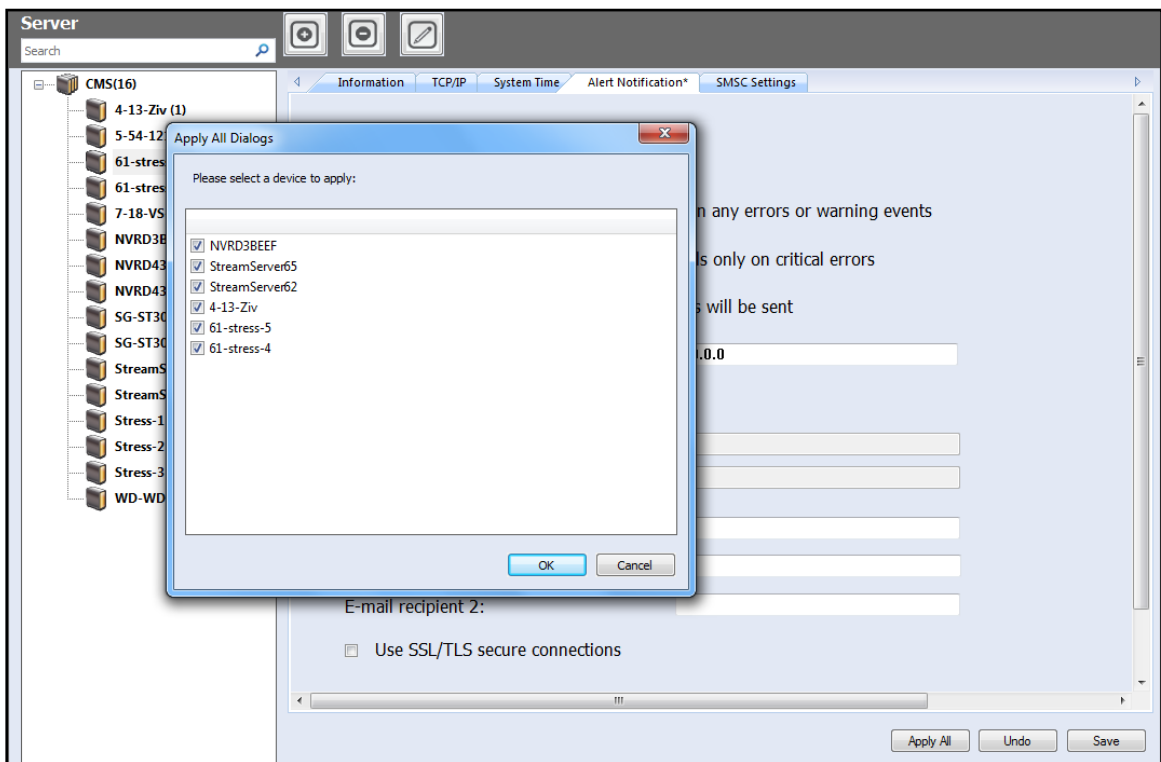 Server
Search
CMS(16)
4-13-Ziv (1)
5-54-12
61-stres
61-stres
7-18-VS
NVRD3B
NVRD43
NVRD43
SG-ST30
SG-ST30
StreamS
StreamS
Stress-1
Stress-2
Stress-3
WD-WD
Information TCP/IP System Time Alert Notification* SMSC Settings
Apply All Dialogs
Please select a device to apply:
NVRD3BEEF
StreamServer65
StreamServer62
4-13-Ziv
61-stress-5
61-stress-4
OK Cancel
n any errors or warning events
ls only on critical errors
s will be sent
.0.0
E-mail recipient 2:
Use SSL/TLS secure connections
Apply All Undo Save